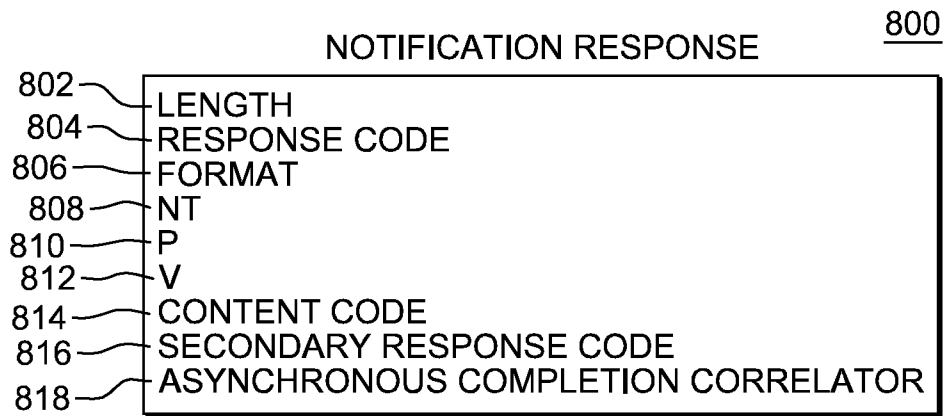 800
NOTIFICATION RESPONSE
802 LENGTH
804 RESPONSE CODE
806 FORMAT
808 NT
810 P
812 V
814 CONTENT CODE
816 SECONDARY RESPONSE CODE
818 ASYNCHRONOUS COMPLETION CORRELATOR